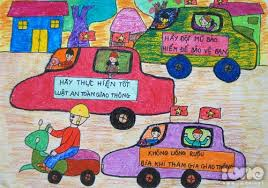 HÃY ĐỘI MŨ BẢO
HIỂM ĐỂ BẢO VỆ BẠN
HÃY THỰC HIỆN TỐT
LUẬT AN TOÀN GIAO THÔNG
KHÔNG UỐNG RƯỢU
BIA KHI THAM GIA GIAO THÔNG
ione